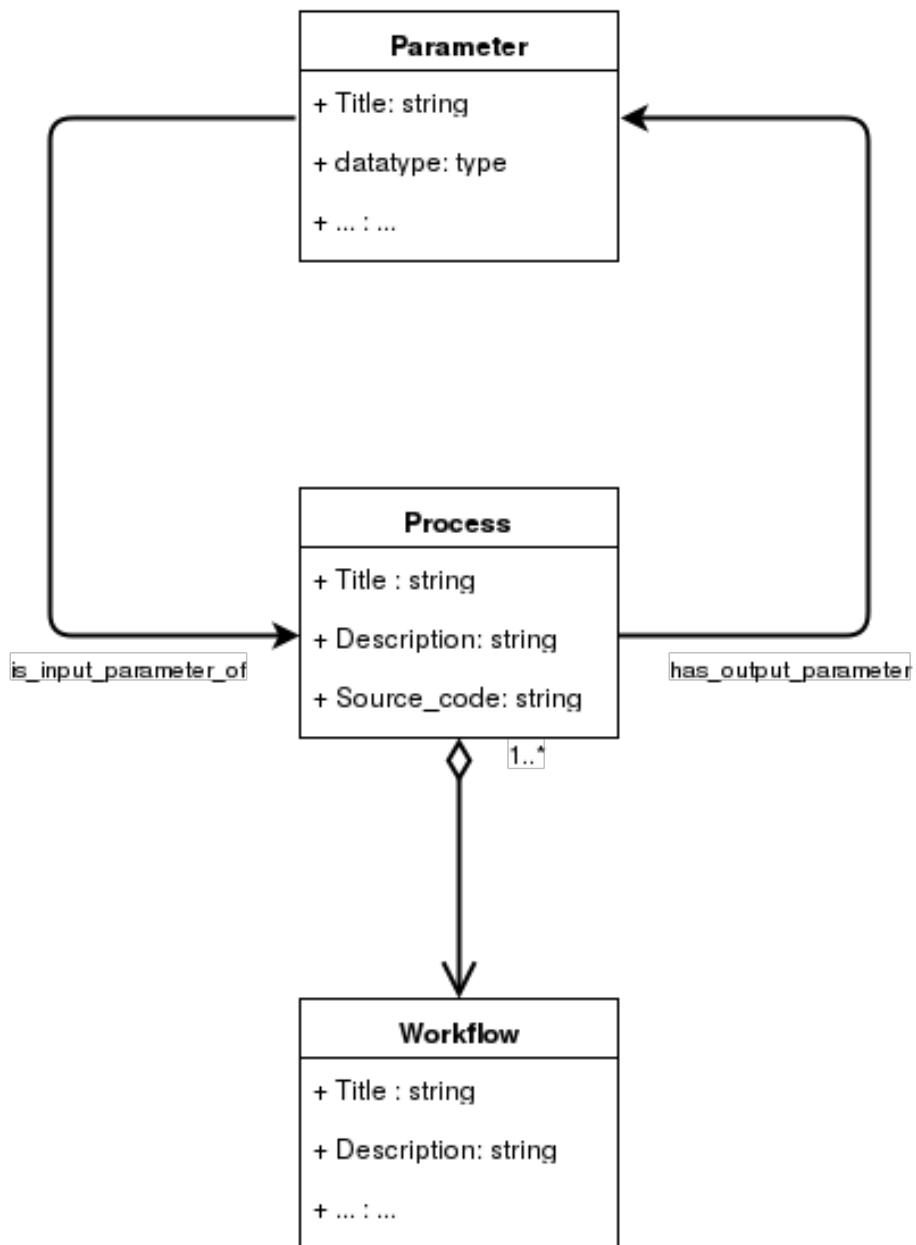 Parameter
+ Title: string
+ datatype: type
+ ... : ...
Process
+ Title : string
+ Description: string
is_input_parameter_of
has_output_parameter
+ Source_code: string
1..*
Workflow
+ Title : string
+ Description: string
+ ... : ...